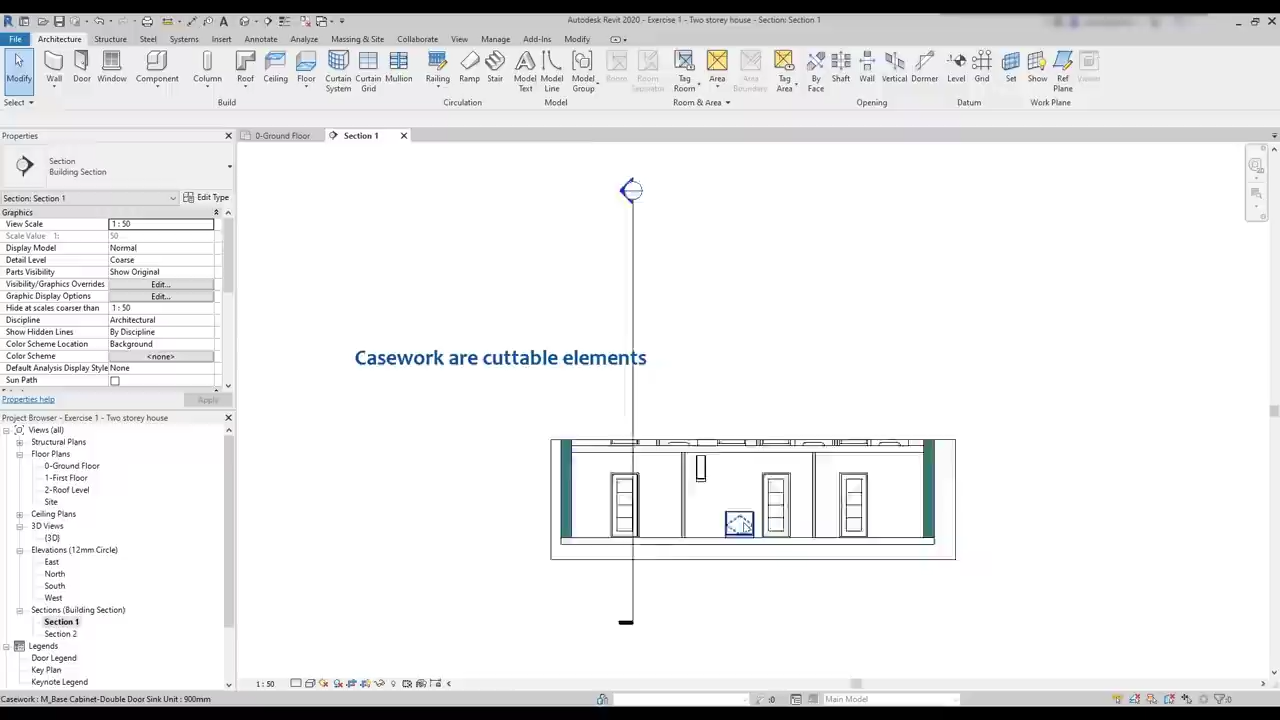 Autodesk Revit 2020 - Exercise 1 - Two storey house - Section: Section 1
File Architecture Structure Steel Systems Insert Annotate Analyze Massing & Site Collaborate View Manage Add-Ins Modify
Modify Wall Door Window Component Column Roof Ceiling Floor Curtain System Curtain Grid Mullion Railing Ramp Stair Model Text Model Line Model Group Room Room Separator Tag Room Area Area Boundary Tag Area By Face Shaft Wall Vertical Dormer Level Grid Set Show Ref Plane Viewer
Select Build Circulation Model Room & Area Opening Datum Work Plane
Properties
0-Ground Floor Section 1
Section
Building Section
Section: Section 1 Edit Type
Graphics
View Scale 1 : 50
Scale Value 1: 50
Display Model Normal
Detail Level Coarse
Parts Visibility Show Original
Visibility/Graphics Overrides Edit...
Graphic Display Options Edit...
Hide at scales coarser than 1 : 50
Discipline Architectural
Show Hidden Lines By Discipline
Color Scheme Location Background
Color Scheme <none>
Default Analysis Display Style None
Sun Path
Properties help Apply
Casework are cuttable elements
Project Browser - Exercise 1 - Two storey house
Views (all)
Structural Plans
Floor Plans
0-Ground Floor
1-First Floor
2-Roof Level
Site
Ceiling Plans
3D Views
{3D}
Elevations (12mm Circle)
East
North
South
West
Sections (Building Section)
Section 1
Section 2
Legends
Door Legend
Key Plan
Keynote Legend
1 : 50
Casework : M_Base Cabinet-Double Door Sink Unit : 900mm :0 Main Model :0